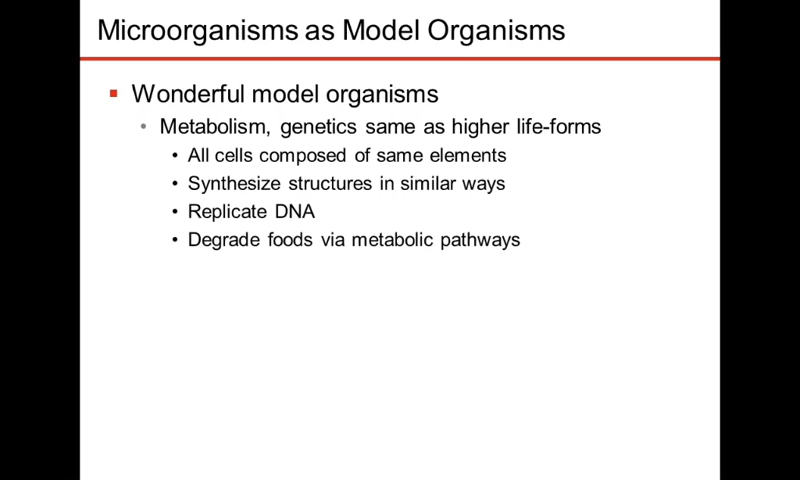 Microorganisms as Model Organisms
Wonderful model organisms
Metabolism, genetics same as higher life-forms
All cells composed of same elements
Synthesize structures in similar ways
Replicate DNA
Degrade foods via metabolic pathways